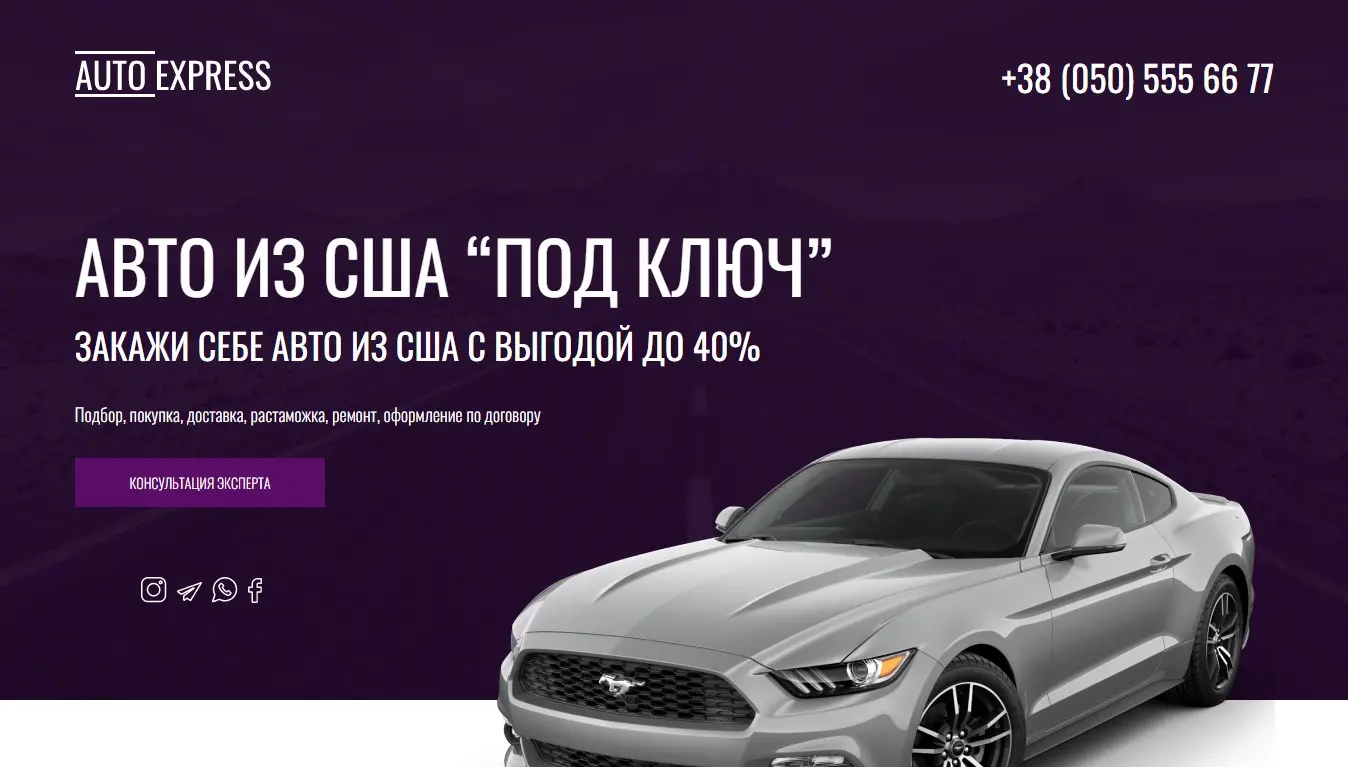 AUTO EXPRESS
+38 (050) 555 66 77
АВТО ИЗ США “ПОД КЛЮЧ”
ЗАКАЖИ СЕБЕ АВТО ИЗ США С ВЫГОДОЙ ДО 40%
Подбор, покупка, доставка, растаможка, ремонт, оформление по договору
КОНСУЛЬТАЦИЯ ЭКСПЕРТА